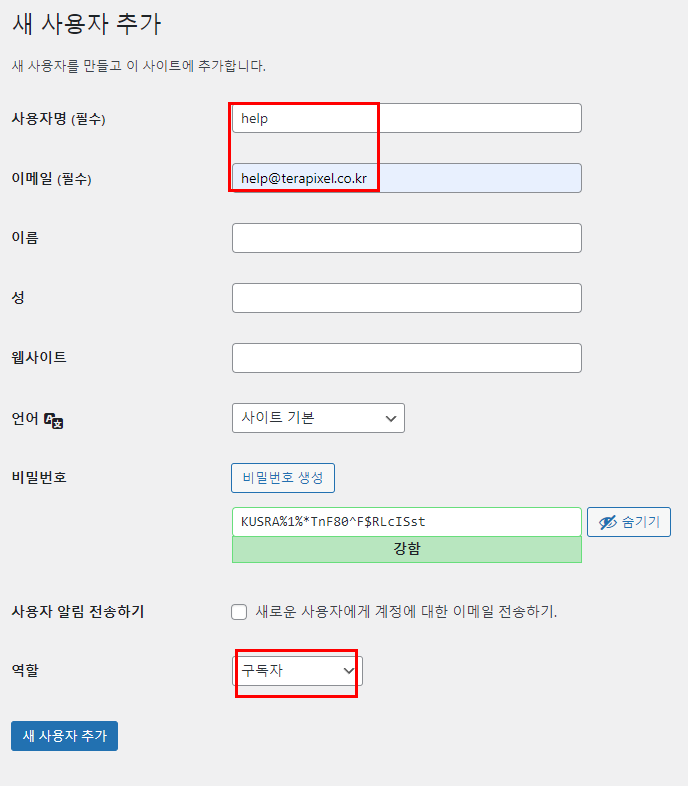 새 사용자 추가
새 사용자를 만들고 이 사이트에 추가합니다.
사용자명 (필수) help
이메일 (필수) help@terapixel.co.kr
이름
성
웹사이트
언어 사이트 기본
비밀번호 비밀번호 생성
KUSRA%1%*TnF80^F$RLcISst 숨기기
강함
사용자 알림 전송하기 새로운 사용자에게 계정에 대한 이메일 전송하기.
역할 구독자
새 사용자 추가